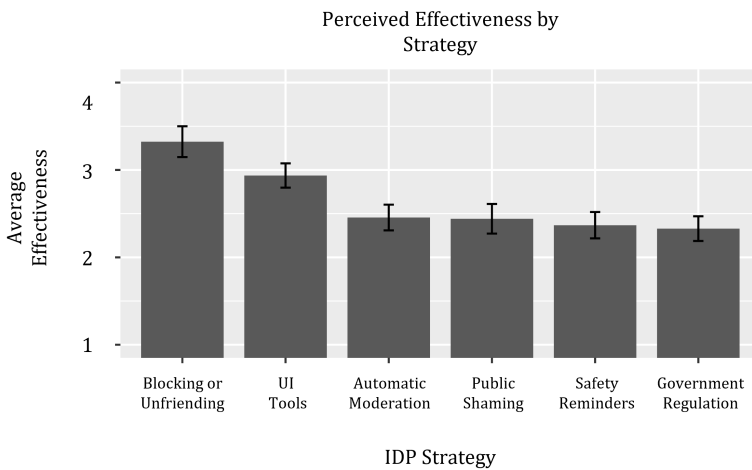 Perceived Effectiveness by
Strategy
Average
Effectiveness
4
3
2
1
Blocking or
Unfriending
UI
Tools
Automatic
Moderation
Public
Shaming
Safety
Reminders
Government
Regulation
IDP Strategy